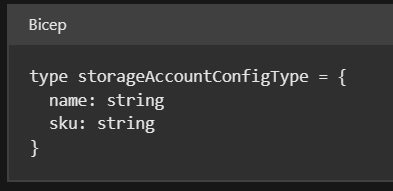 Bicep
type storageAccountConfigType = {
  name: string
  sku: string
}